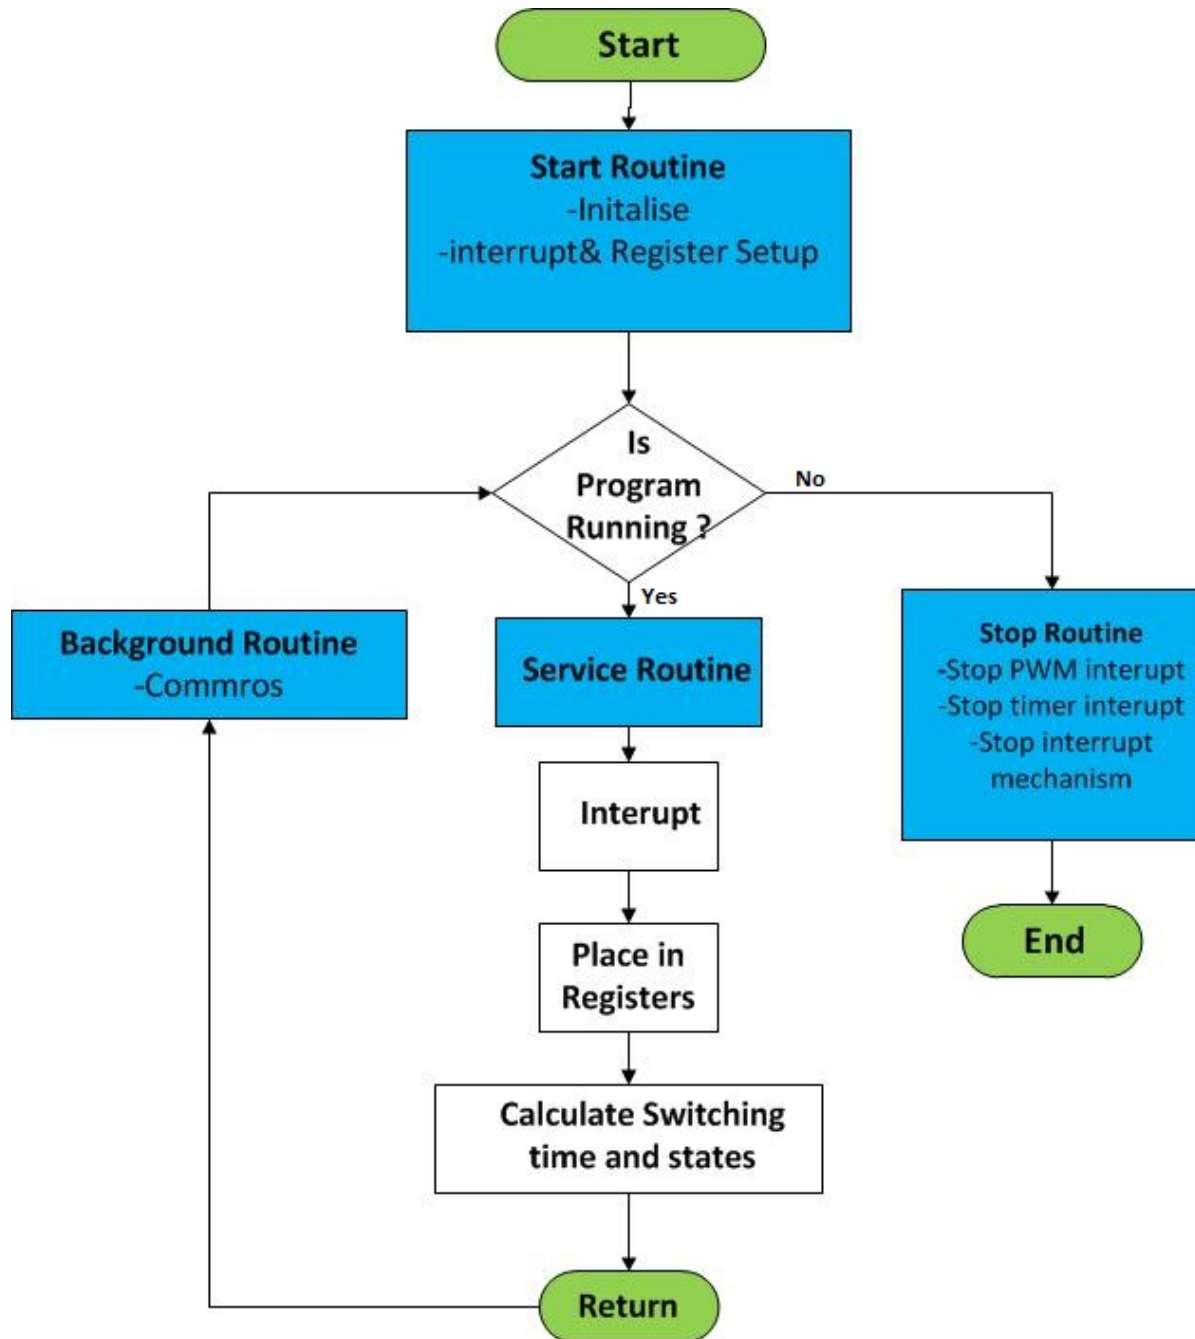 Start
Start Routine
-Initalise
-interrupt& Register Setup
Is
Program
Running ?
No
Yes
Background Routine
-Commros
Service Routine
Stop Routine
-Stop PWM interupt
-Stop timer interupt
-Stop interrupt
mechanism
Interupt
Place in
Registers
End
Calculate Switching
time and states
Return